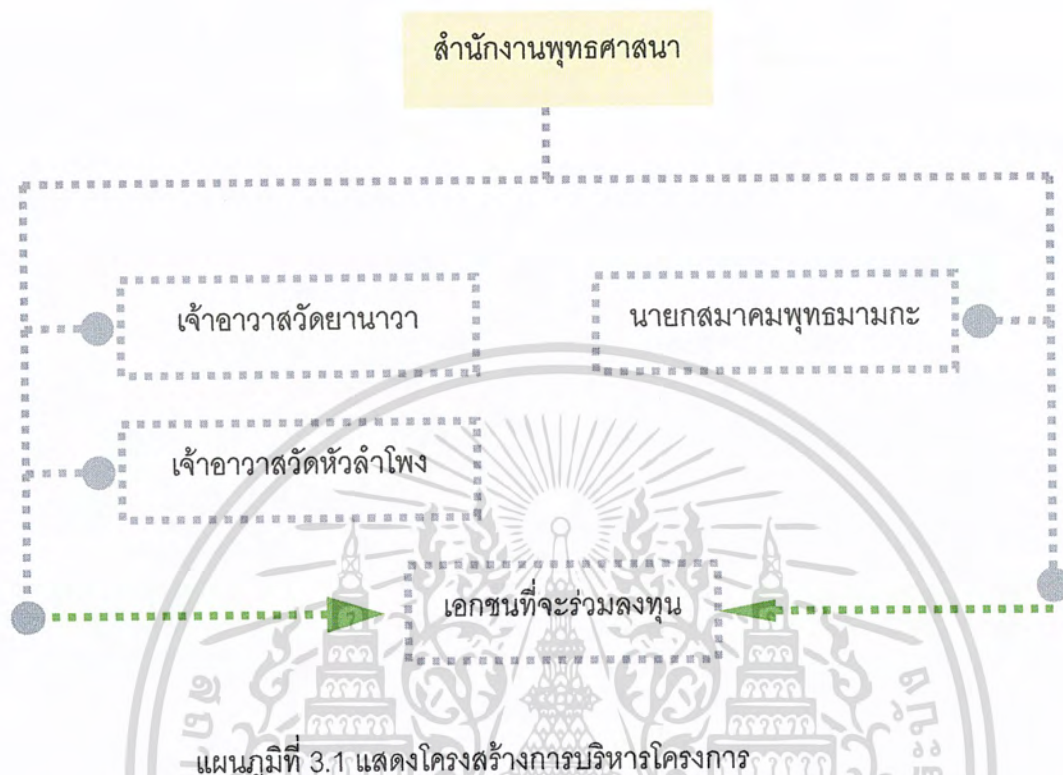 สำนักงานพุทธศาสนา
เจ้าอาวาสวัดยานาวา
นายกสมาคมพุทธมามกะ
เจ้าอาวาสวัดหัวลำโพง
เอกชนที่จะร่วมลงทุน
แผนภูมิที่ 3.1 แสดงโครงสร้างการบริหารโครงการ